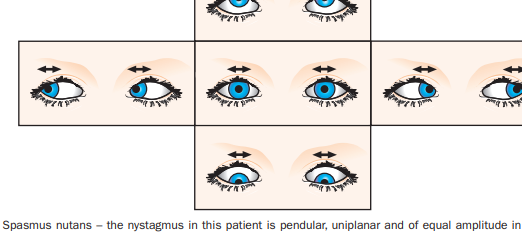 Spasmus nutans – the nystagmus in this patient is pendular, uniplanar and of equal amplitude in